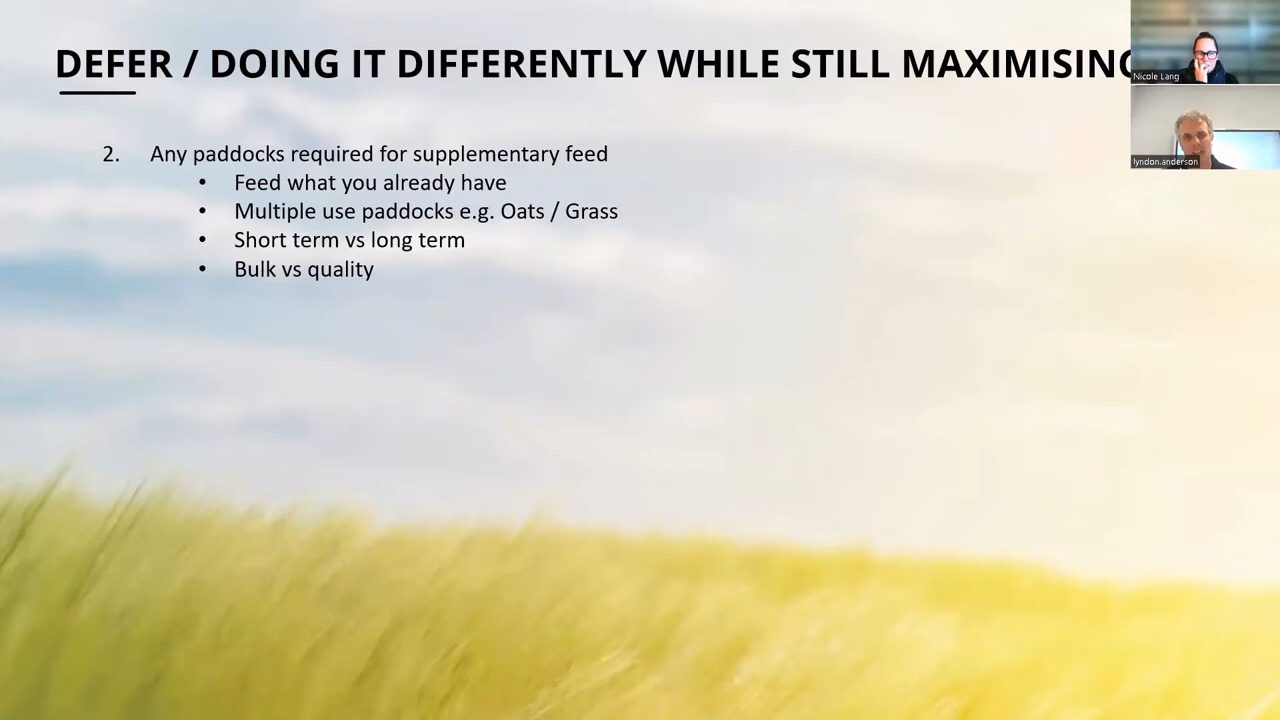 DEFER / DOING IT DIFFERENTLY WHILE STILL MAXIMISING
Nicole Lang
lyndon.anderson
2. Any paddocks required for supplementary feed
• Feed what you already have
• Multiple use paddocks e.g. Oats / Grass
• Short term vs long term
• Bulk vs quality